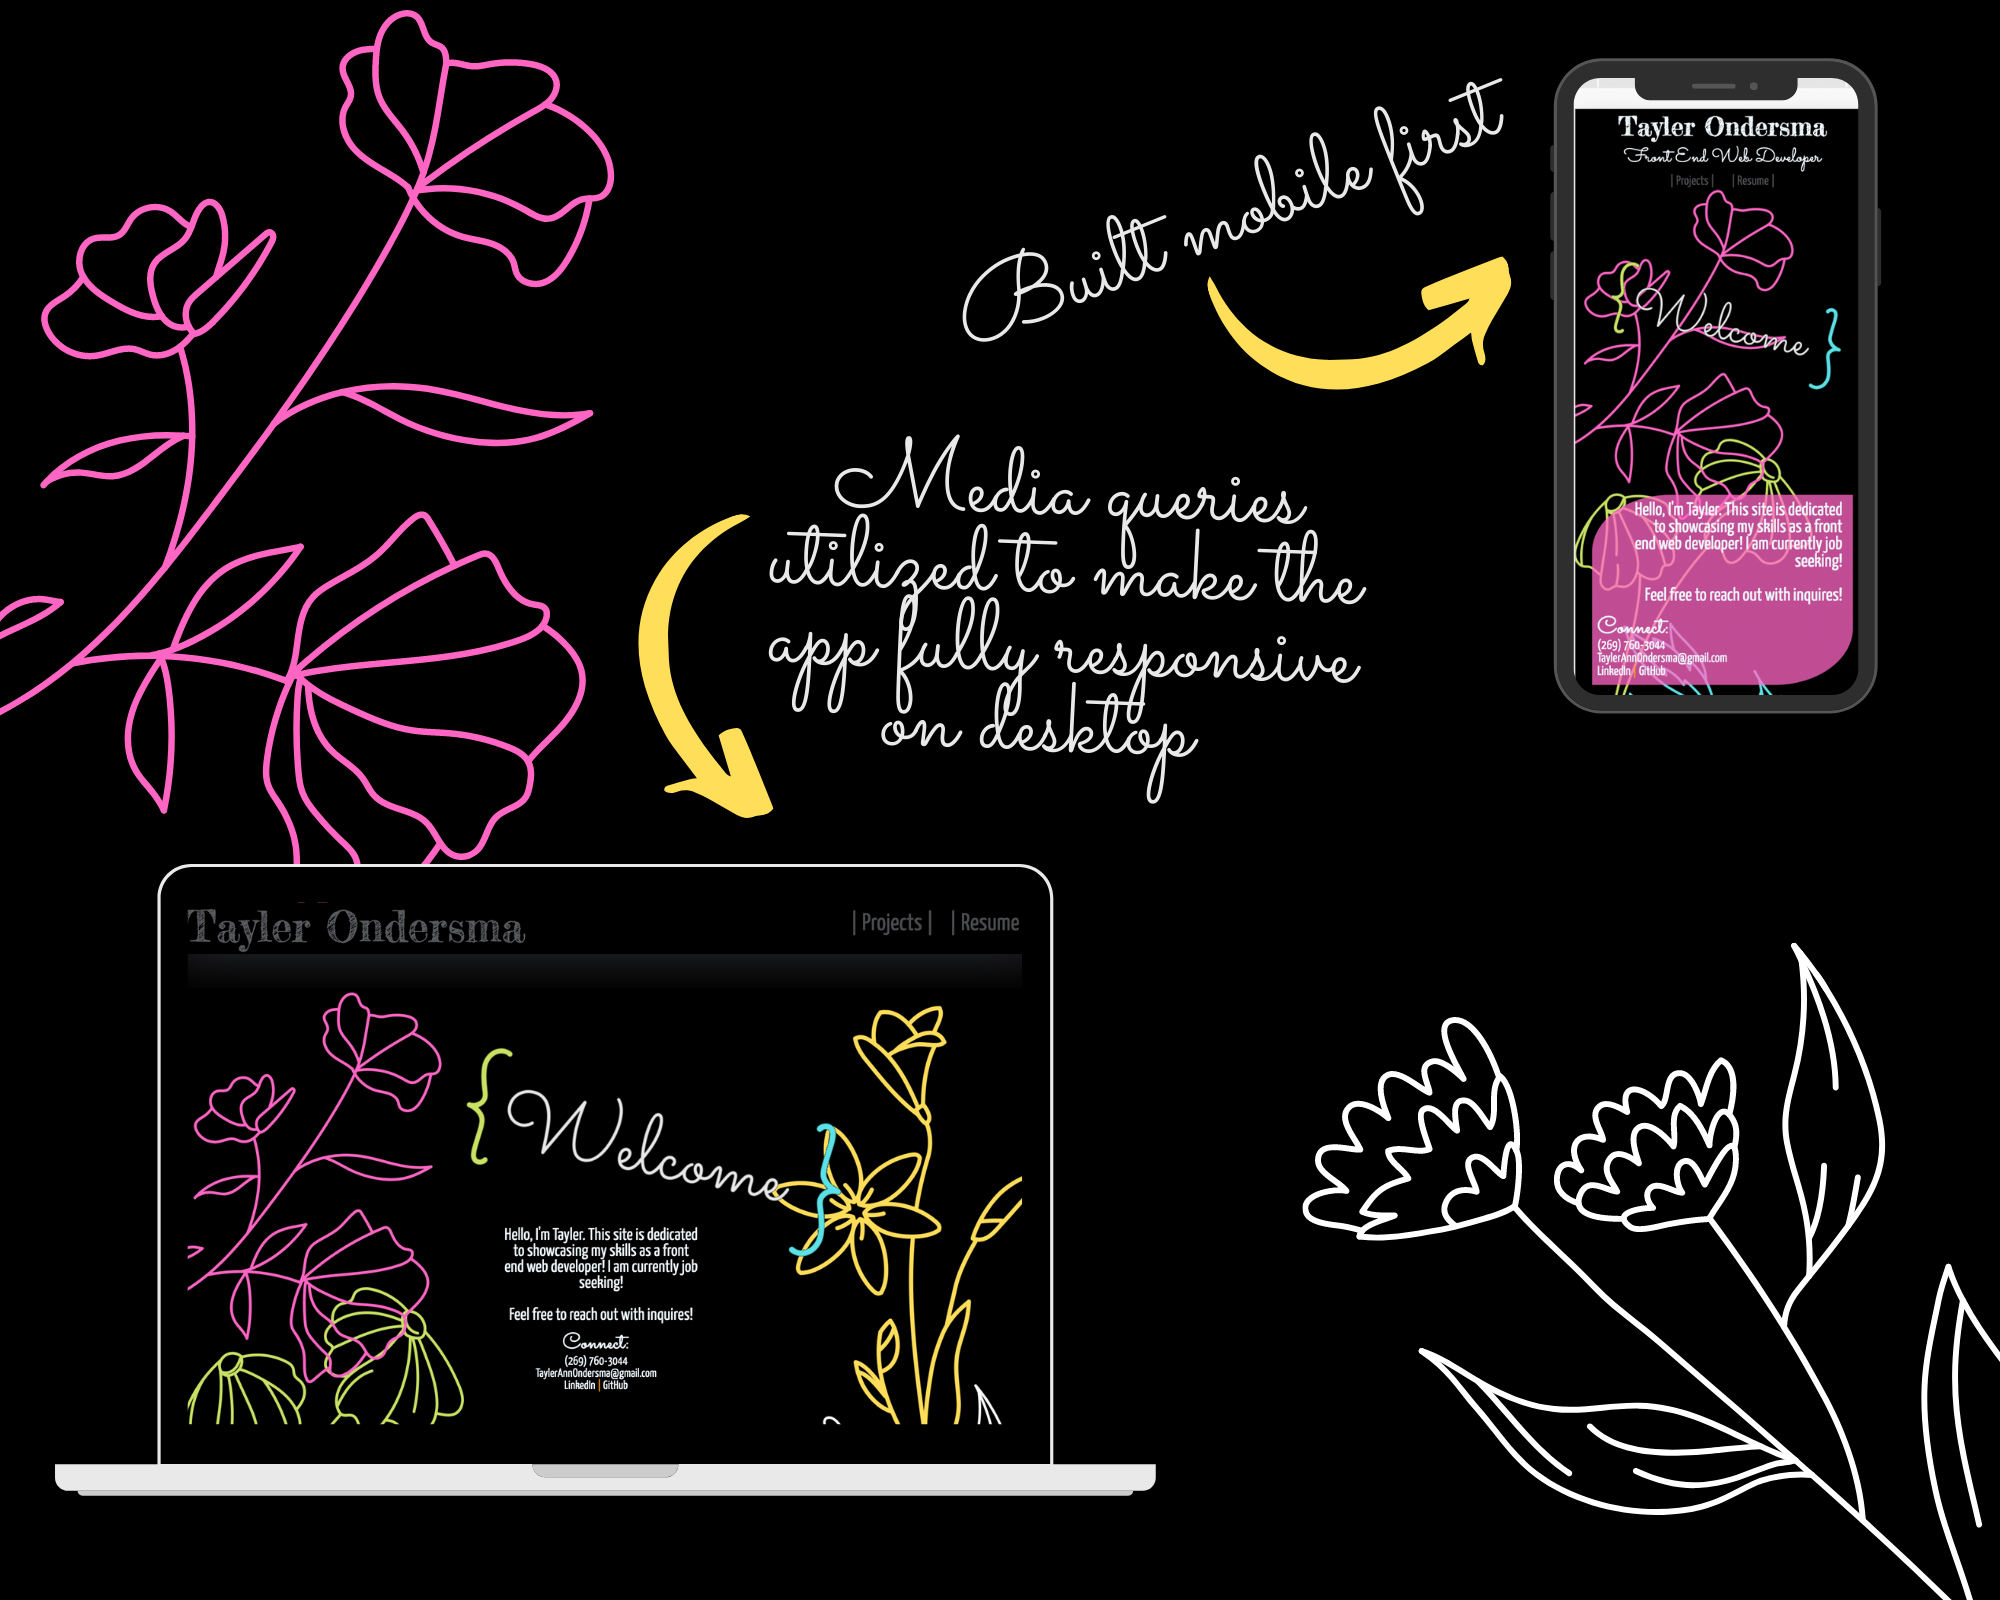 Built mobile first
Media queries
utilized to make the
app fully responsive
on desktop
Tayler Ondersma
Front End Web Developer
| Projects | | Resume |
{ Welcome }
Hello, I'm Tayler. This site is dedicated
to showcasing my skills as a front
end web developer! I am currently job
seeking!
Feel free to reach out with inquires!
Connect:
(269) 760-3044
TaylerAnnOndersma@gmail.com
LinkedIn | GitHub
Tayler Ondersma
| Projects | | Resume
{ Welcome }
Hello, I'm Tayler. This site is dedicated
to showcasing my skills as a front
end web developer! I am currently job
seeking!
Feel free to reach out with inquires!
Connect:
(269) 760-3044
TaylerAnnOndersma@gmail.com
LinkedIn | GitHub